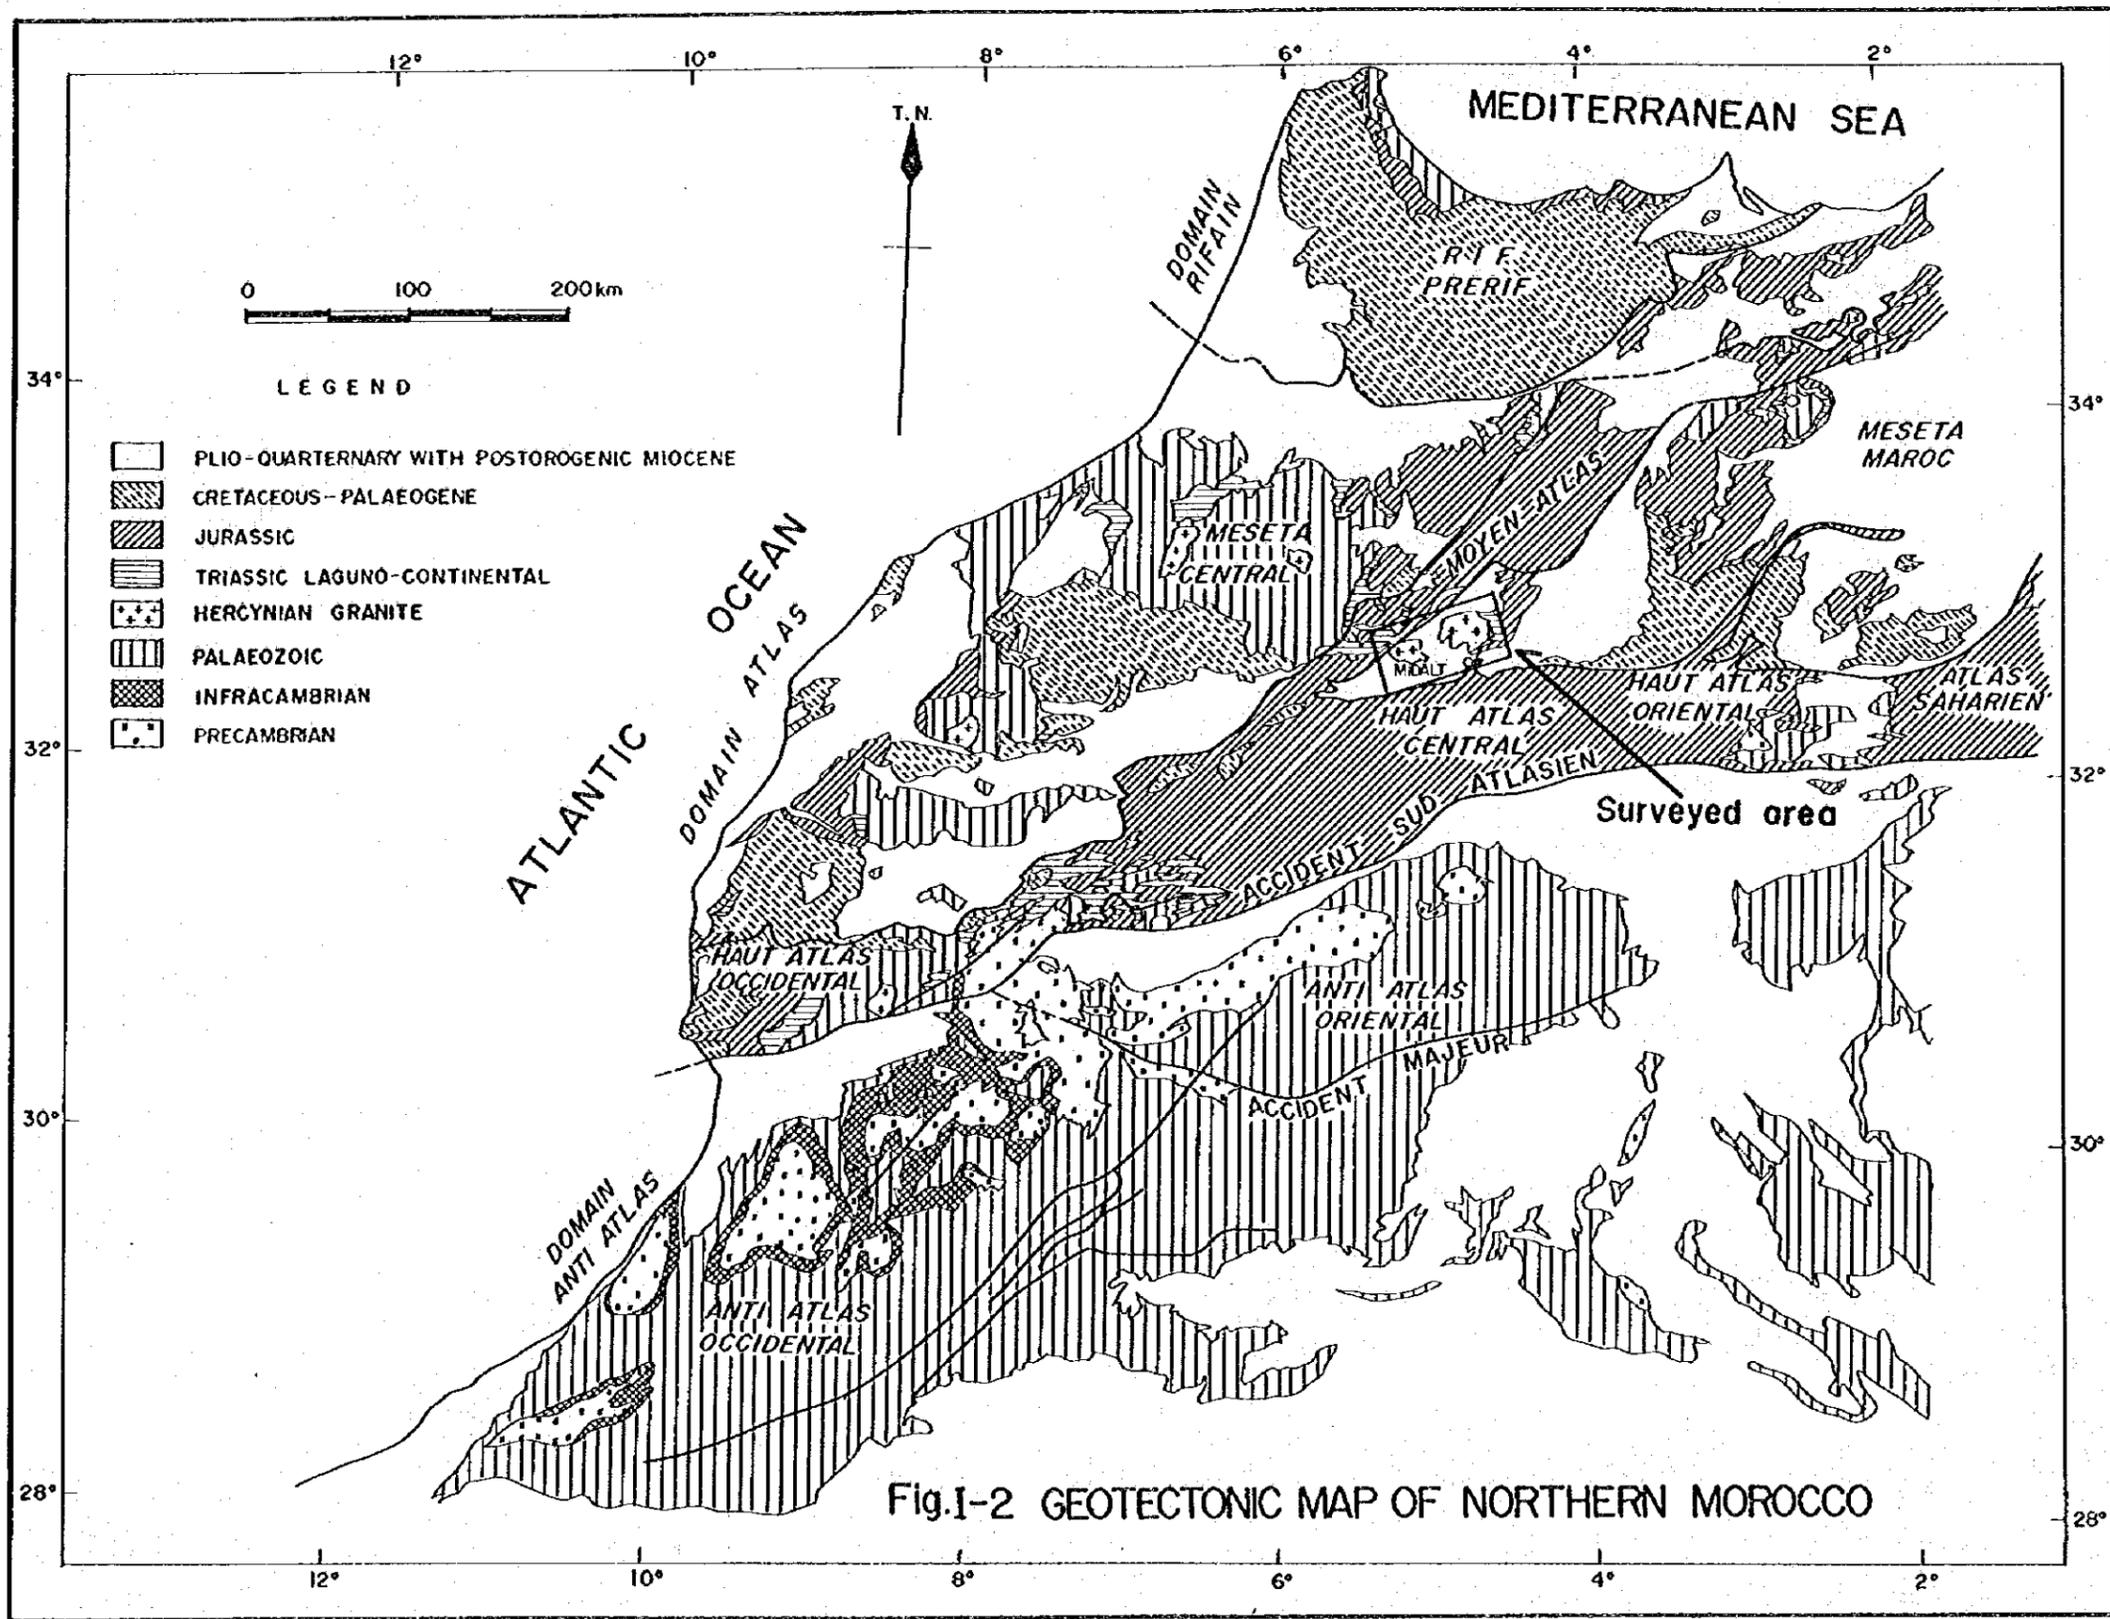 12° 10° 8° 6° 4° 2°
MEDITERRANEAN SEA
T. N.
DOMAIN
RIFAIN
RIF
PRERIF
0 100 200km
LEGEND
34°
34°
PLIO-QUARTERNARY WITH POSTOROGENIC MIOCENE
CRETACEOUS-PALAEOGENE
JURASSIC
TRIASSIC LAGUNO-CONTINENTAL
HERCYNIAN GRANITE
PALAEOZOIC
INFRACAMBRIAN
PRECAMBRIAN
MESETA
MAROC
MESETA
CENTRAL
MOYEN ATLAS
ATLANTIC OCEAN
DOMAIN ATLAS
MIDALT
HAUT ATLAS
ORIENTAL
ATLAS
SAHARIEN
HAUT ATLAS
CENTRAL
32°
32°
ACCIDENT SUD ATLASIEN
Surveyed area
HAUT ATLAS
OCCIDENTAL
ANTI ATLAS
ORIENTAL
ACCIDENT MAJEUR
30°
30°
DOMAIN
ANTI ATLAS
ANTI ATLAS
OCCIDENTAL
28°
28°
Fig.I-2 GEOTECTONIC MAP OF NORTHERN MOROCCO
12° 10° 8° 6° 4° 2°